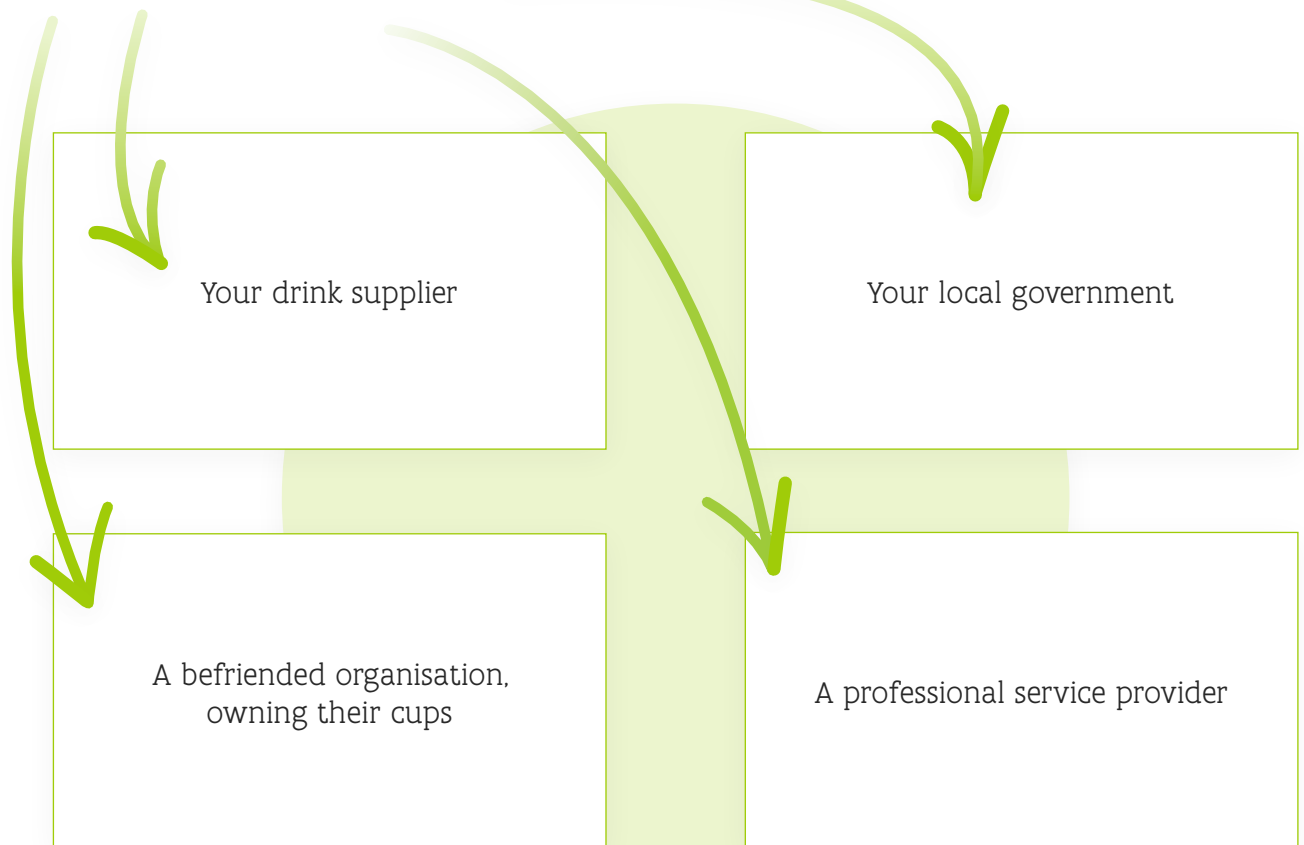 Your drink supplier
Your local government
A befriended organisation,
owning their cups
A professional service provider